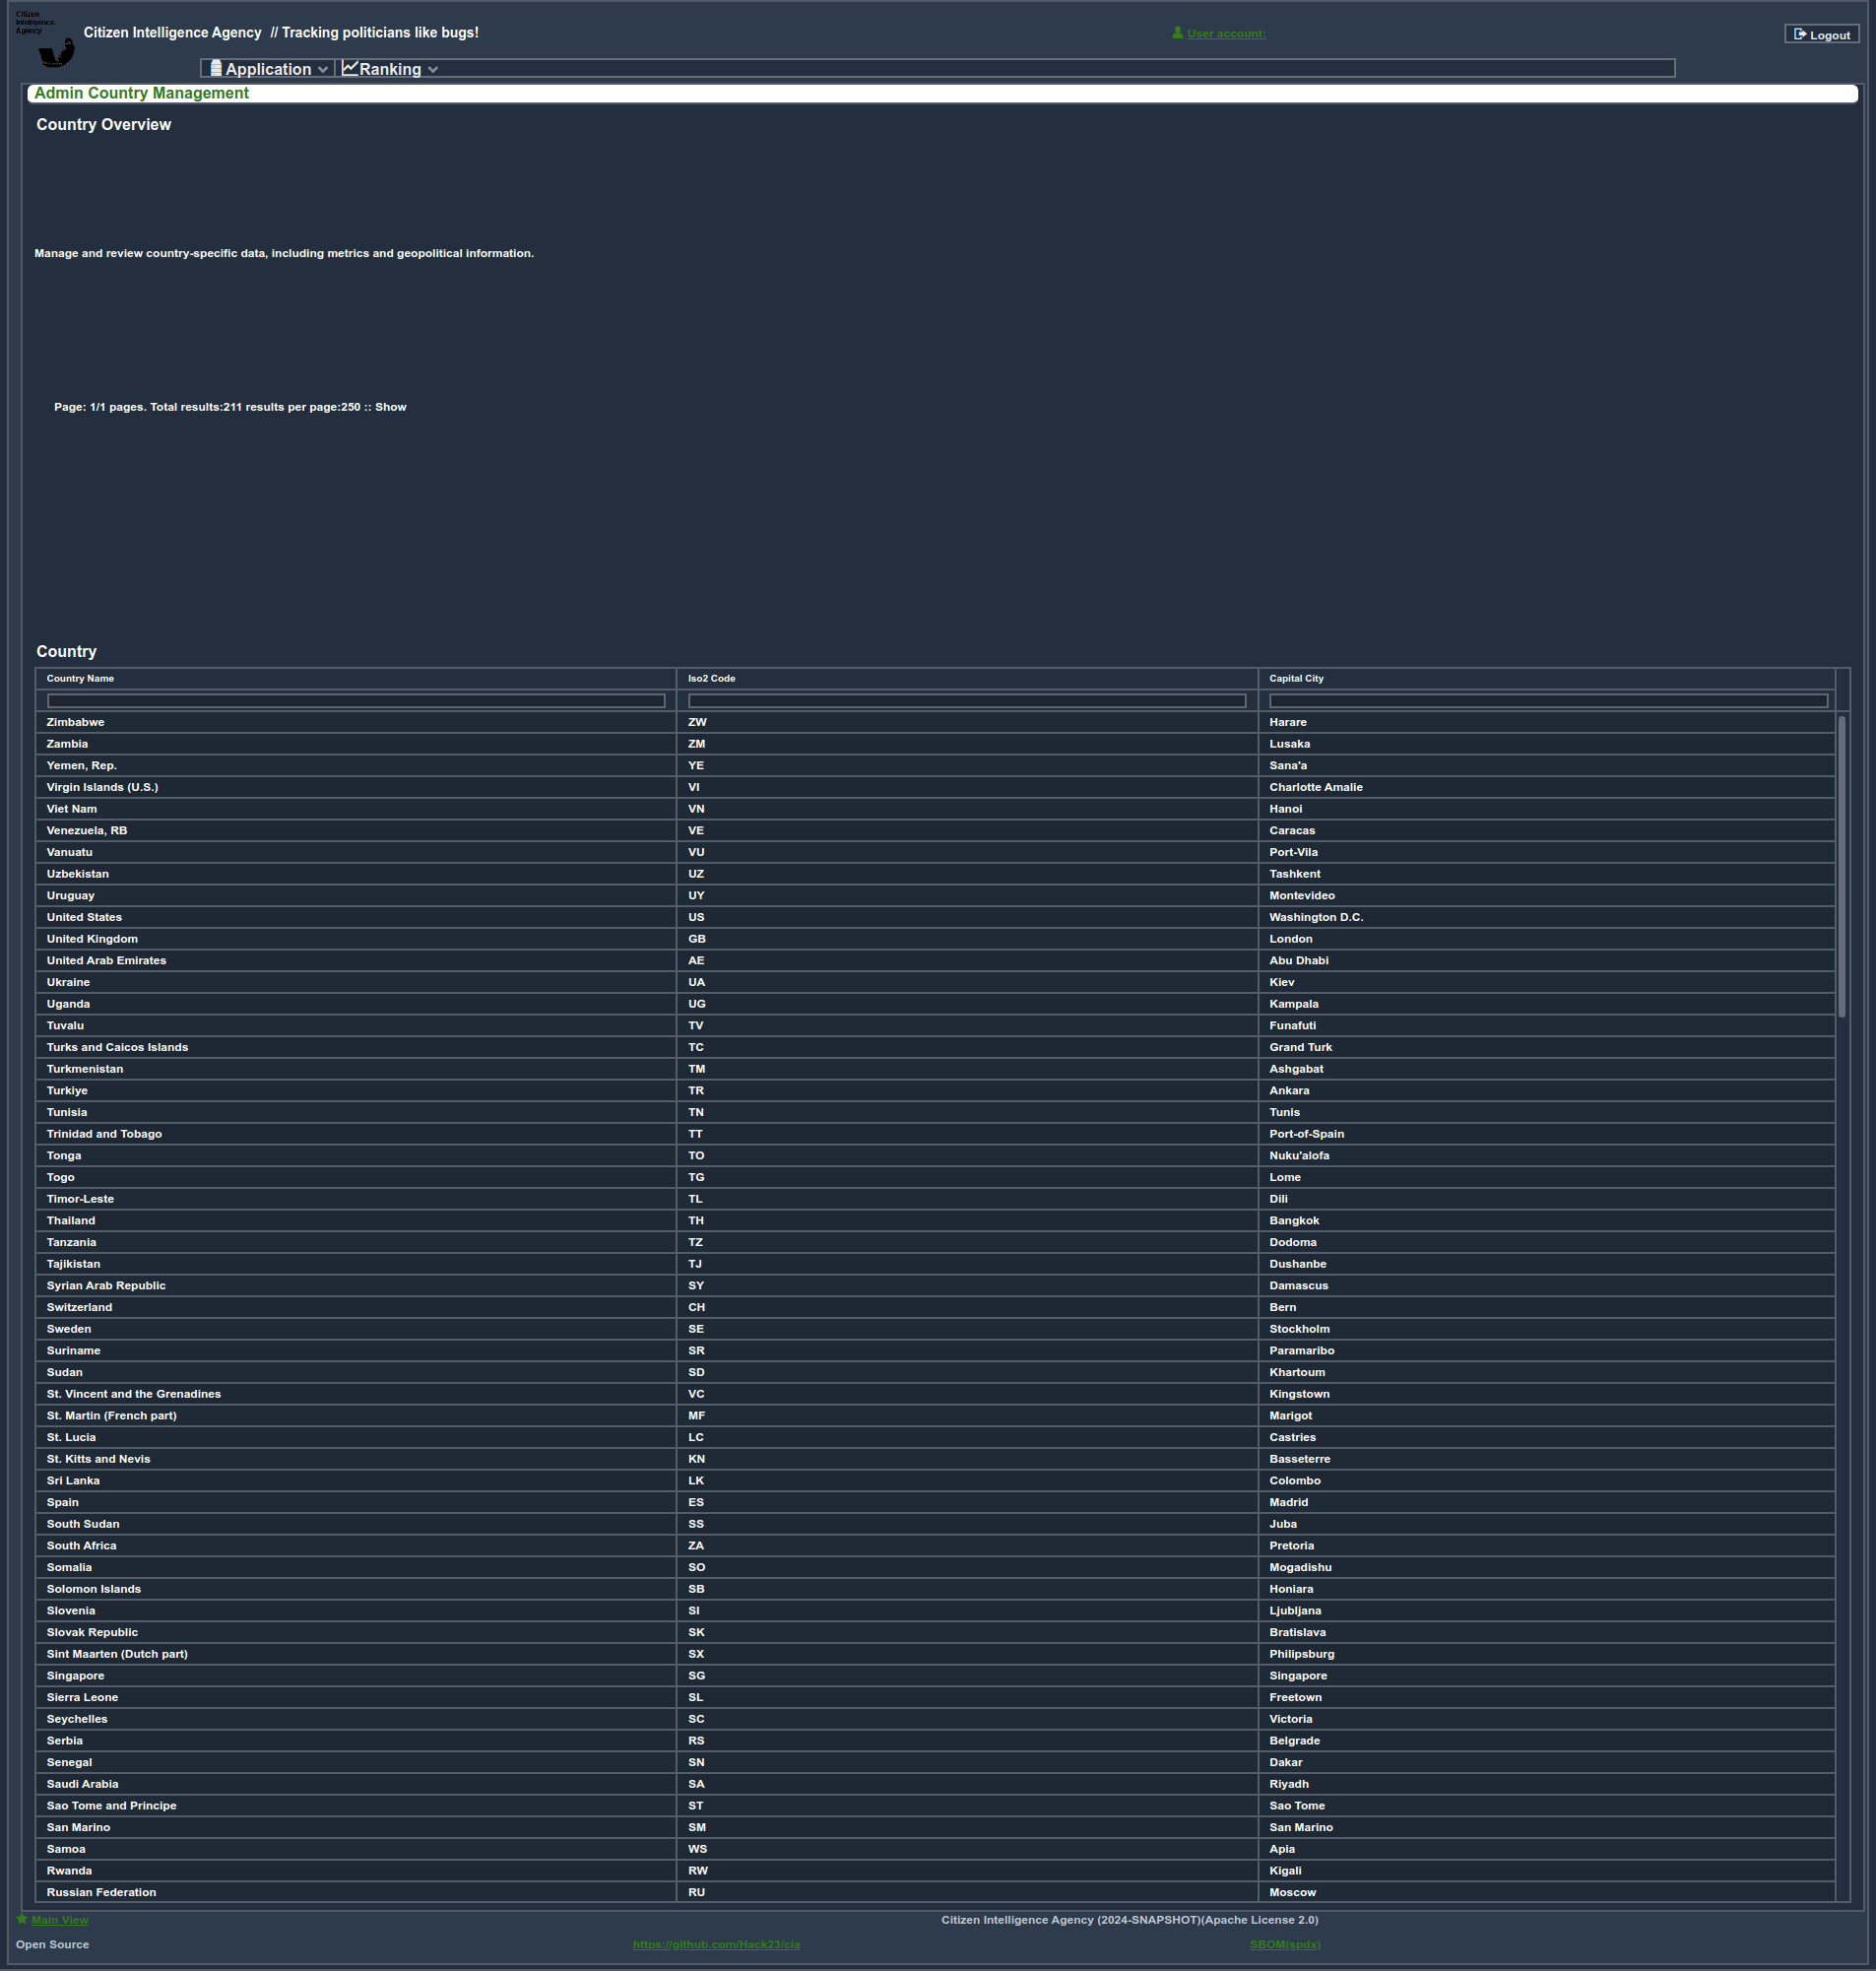 Citizen
Intelligence
Agency
Citizen Intelligence Agency // Tracking politicians like bugs!
User account:
Logout
Application Ranking
Admin Country Management
Country Overview
Manage and review country-specific data, including metrics and geopolitical information.
Page: 1/1 pages. Total results:211 results per page:250 :: Show
Country
Country Name Iso2 Code Capital City
Zimbabwe ZW Harare
Zambia ZM Lusaka
Yemen, Rep. YE Sana'a
Virgin Islands (U.S.) VI Charlotte Amalie
Viet Nam VN Hanoi
Venezuela, RB VE Caracas
Vanuatu VU Port-Vila
Uzbekistan UZ Tashkent
Uruguay UY Montevideo
United States US Washington D.C.
United Kingdom GB London
United Arab Emirates AE Abu Dhabi
Ukraine UA Kiev
Uganda UG Kampala
Tuvalu TV Funafuti
Turks and Caicos Islands TC Grand Turk
Turkmenistan TM Ashgabat
Turkiye TR Ankara
Tunisia TN Tunis
Trinidad and Tobago TT Port-of-Spain
Tonga TO Nuku'alofa
Togo TG Lome
Timor-Leste TL Dili
Thailand TH Bangkok
Tanzania TZ Dodoma
Tajikistan TJ Dushanbe
Syrian Arab Republic SY Damascus
Switzerland CH Bern
Sweden SE Stockholm
Suriname SR Paramaribo
Sudan SD Khartoum
St. Vincent and the Grenadines VC Kingstown
St. Martin (French part) MF Marigot
St. Lucia LC Castries
St. Kitts and Nevis KN Basseterre
Sri Lanka LK Colombo
Spain ES Madrid
South Sudan SS Juba
South Africa ZA Pretoria
Somalia SO Mogadishu
Solomon Islands SB Honiara
Slovenia SI Ljubljana
Slovak Republic SK Bratislava
Sint Maarten (Dutch part) SX Philipsburg
Singapore SG Singapore
Sierra Leone SL Freetown
Seychelles SC Victoria
Serbia RS Belgrade
Senegal SN Dakar
Saudi Arabia SA Riyadh
Sao Tome and Principe ST Sao Tome
San Marino SM San Marino
Samoa WS Apia
Rwanda RW Kigali
Russian Federation RU Moscow
Main View Citizen Intelligence Agency (2024-SNAPSHOT)(Apache License 2.0)
Open Source https://github.com/Hack23/cia SBOM(spdx)